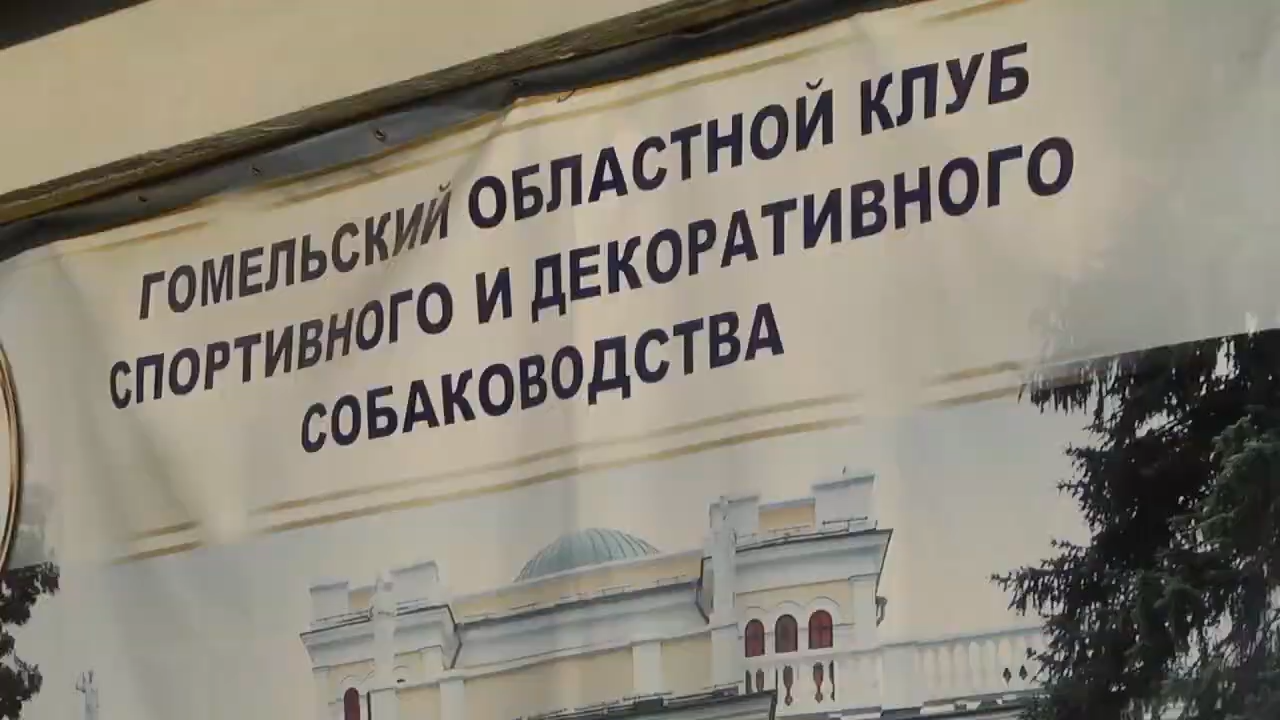 ГОМЕЛЬСКИЙ ОБЛАСТНОЙ КЛУБ
СПОРТИВНОГО И ДЕКОРАТИВНОГО
СОБАКОВОДСТВА